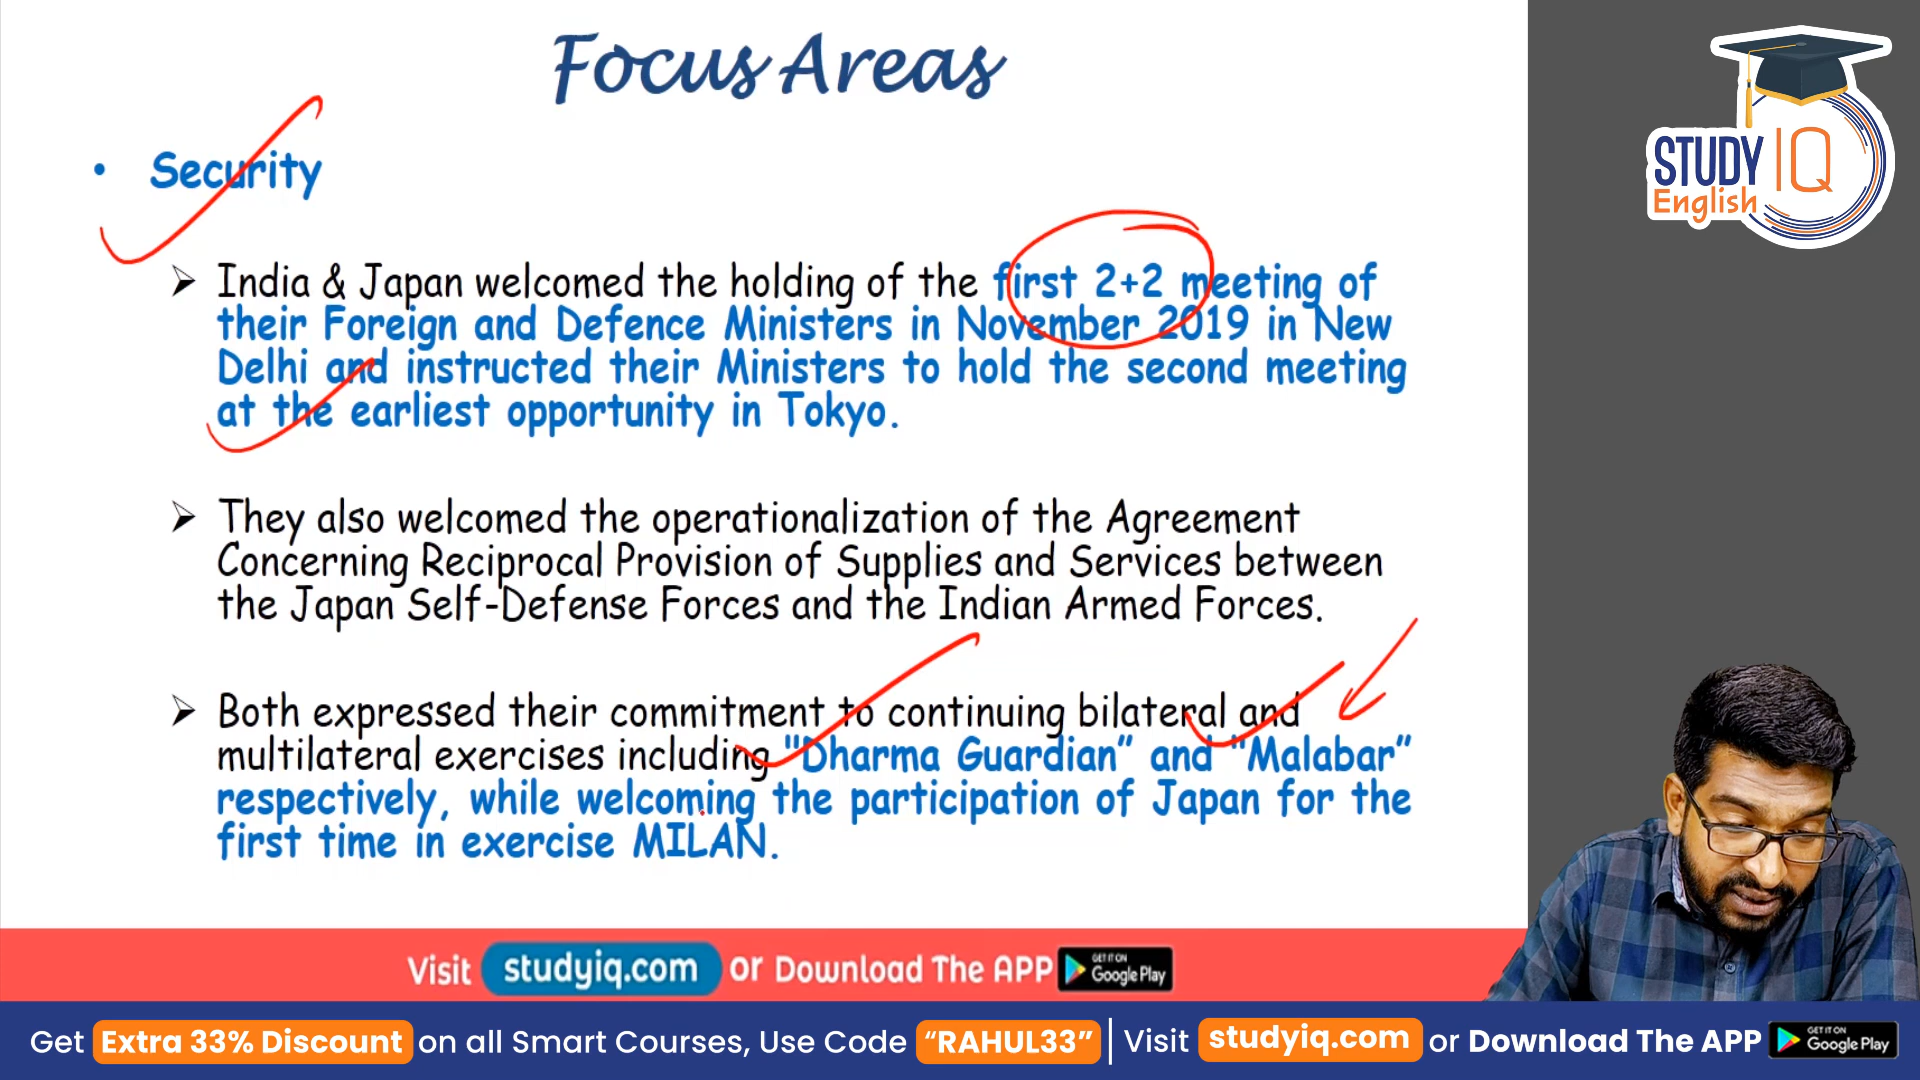 Focus Areas
STUDY IQ
English
• Security
➢ India & Japan welcomed the holding of the first 2+2 meeting of
their Foreign and Defence Ministers in November 2019 in New
Delhi and instructed their Ministers to hold the second meeting
at the earliest opportunity in Tokyo.
➢ They also welcomed the operationalization of the Agreement
Concerning Reciprocal Provision of Supplies and Services between
the Japan Self-Defense Forces and the Indian Armed Forces.
➢ Both expressed their commitment to continuing bilateral and
multilateral exercises including "Dharma Guardian” and "Malabar”
respectively, while welcoming the participation of Japan for the
first time in exercise MILAN.
Visit studyiq.com or Download The APP GET IT ON Google Play
Get Extra 33% Discount on all Smart Courses, Use Code “RAHUL33” | Visit studyiq.com or Download The APP GET IT ON Google Play